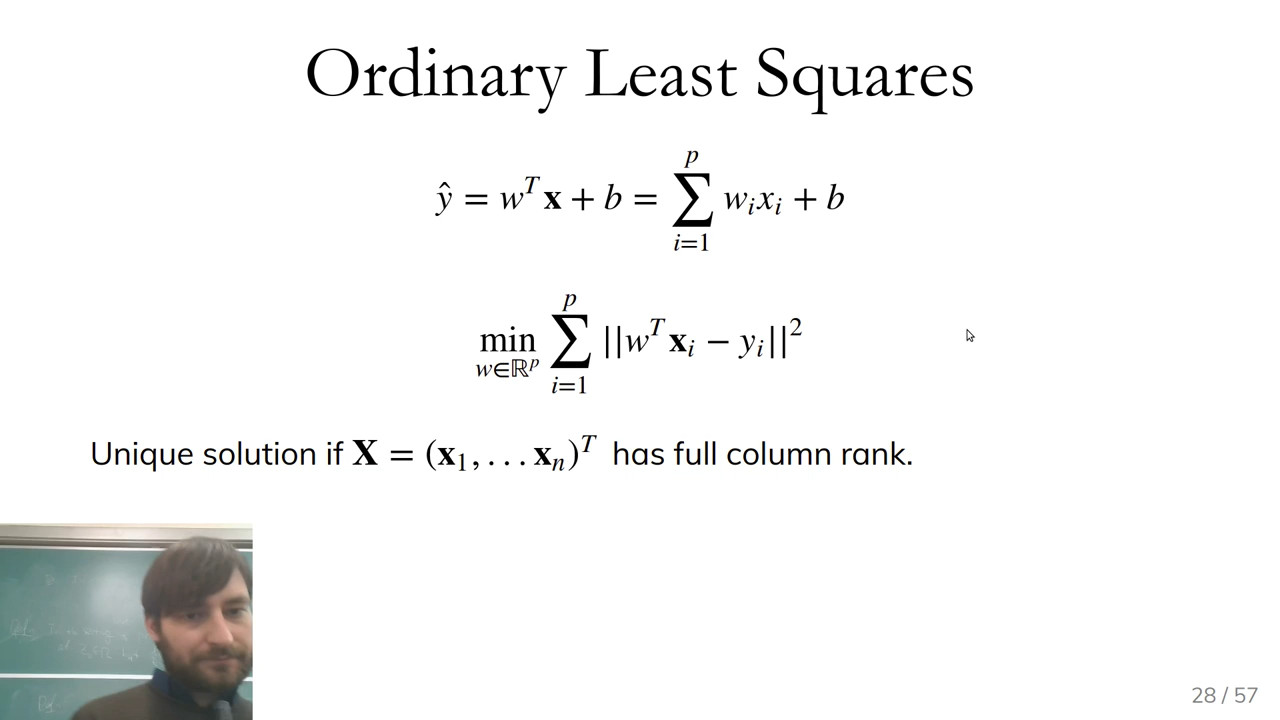 Ordinary Least Squares
ŷ = w^T 𝐱 + b = ∑_{i=1}^{p} w_i x_i + b
min_{w∈ℝ^p} ∑_{i=1}^{p} ||w^T 𝐱_i − y_i||^2
Unique solution if 𝐗 = (𝐱_1, . . . 𝐱_n)^T has full column rank.
28 / 57